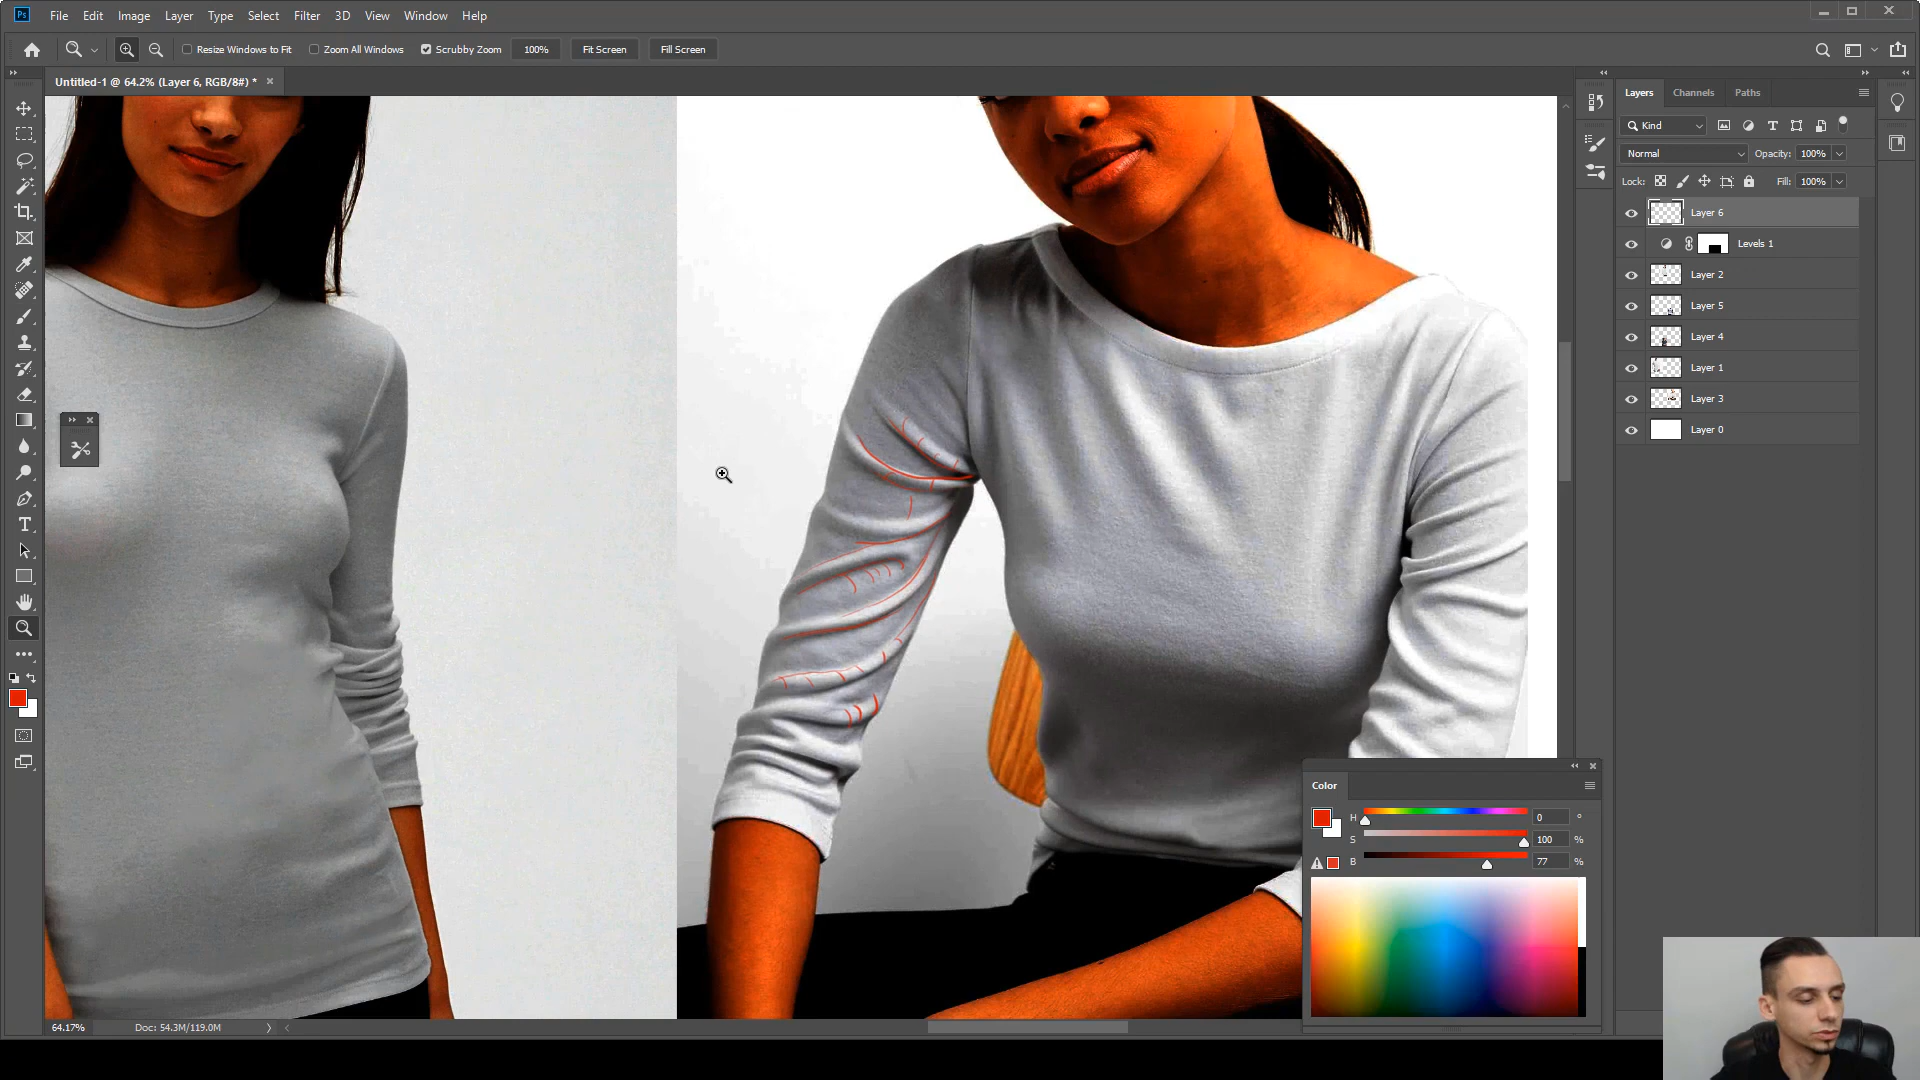 Ps File Edit Image Layer Type Select Filter 3D View Window Help
Resize Windows to Fit Zoom All Windows Scrubby Zoom 100% Fit Screen Fill Screen
Untitled-1 @ 64.2% (Layer 6, RGB/8#) *
Layers Channels Paths
Kind
Normal Opacity: 100%
Lock: Fill: 100%
Layer 6
Levels 1
Layer 2
Layer 5
Layer 4
Layer 1
Layer 3
Layer 0
Color
H 0 °
S 100 %
B 77 %
64.17% Doc: 54.3M/119.0M